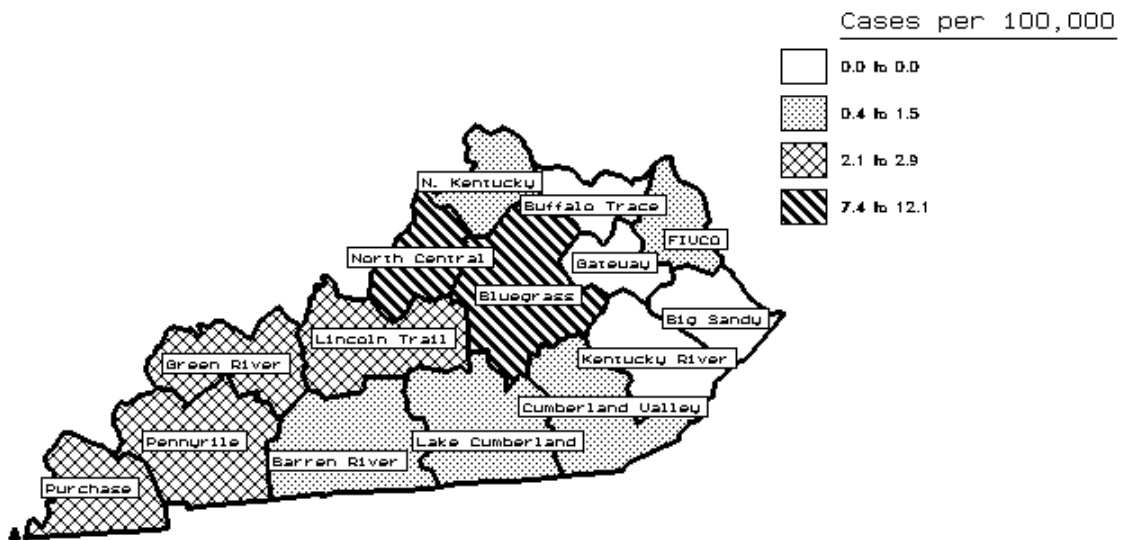 Cases per 100,000
0.0 to 0.0
0.4 to 1.5
2.1 to 2.9
7.4 to 12.1
N. Kentucky
Buffalo Trace
FIVCO
North Central
Gateway
Bluegrass
Big Sandy
Lincoln Trail
Kentucky River
Green River
Cumberland Valley
Pennyrile
Lake Cumberland
Barren River
Purchase